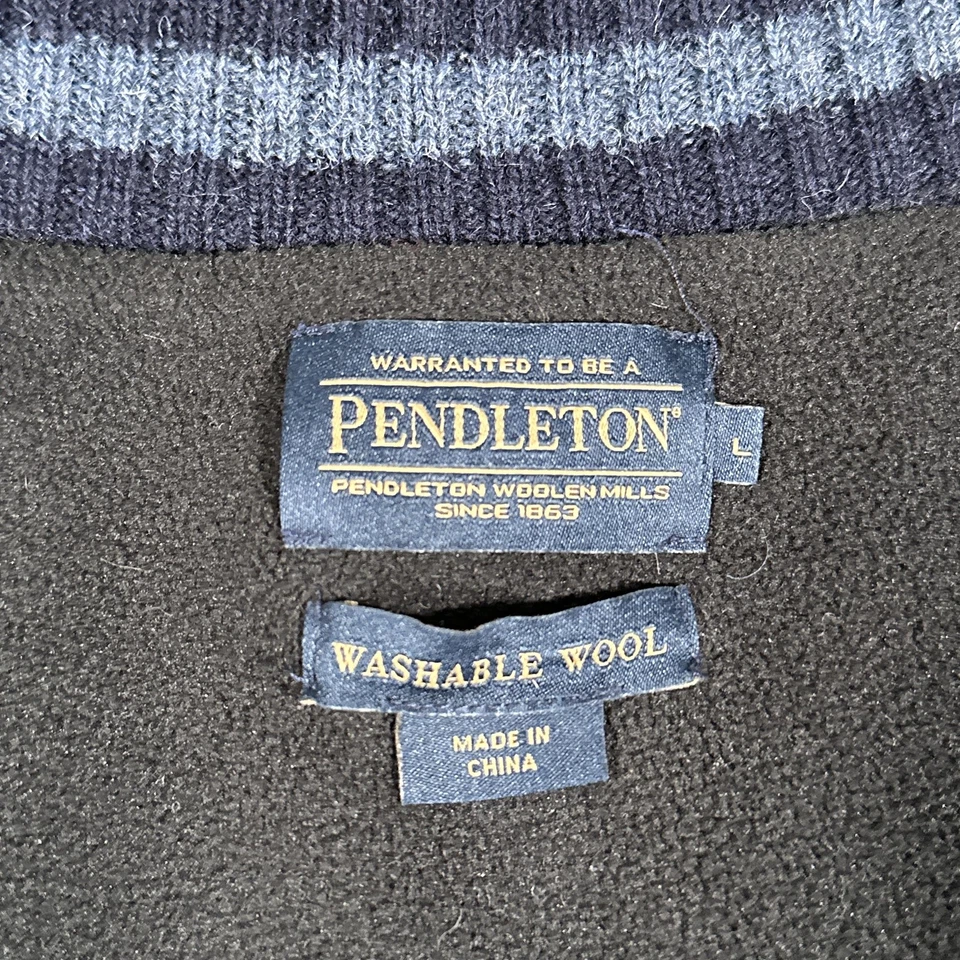 WARRANTED TO BE A
PENDLETON®
L
PENDLETON WOOLEN MILLS
SINCE 1863
WASHABLE WOOL
MADE IN
CHINA